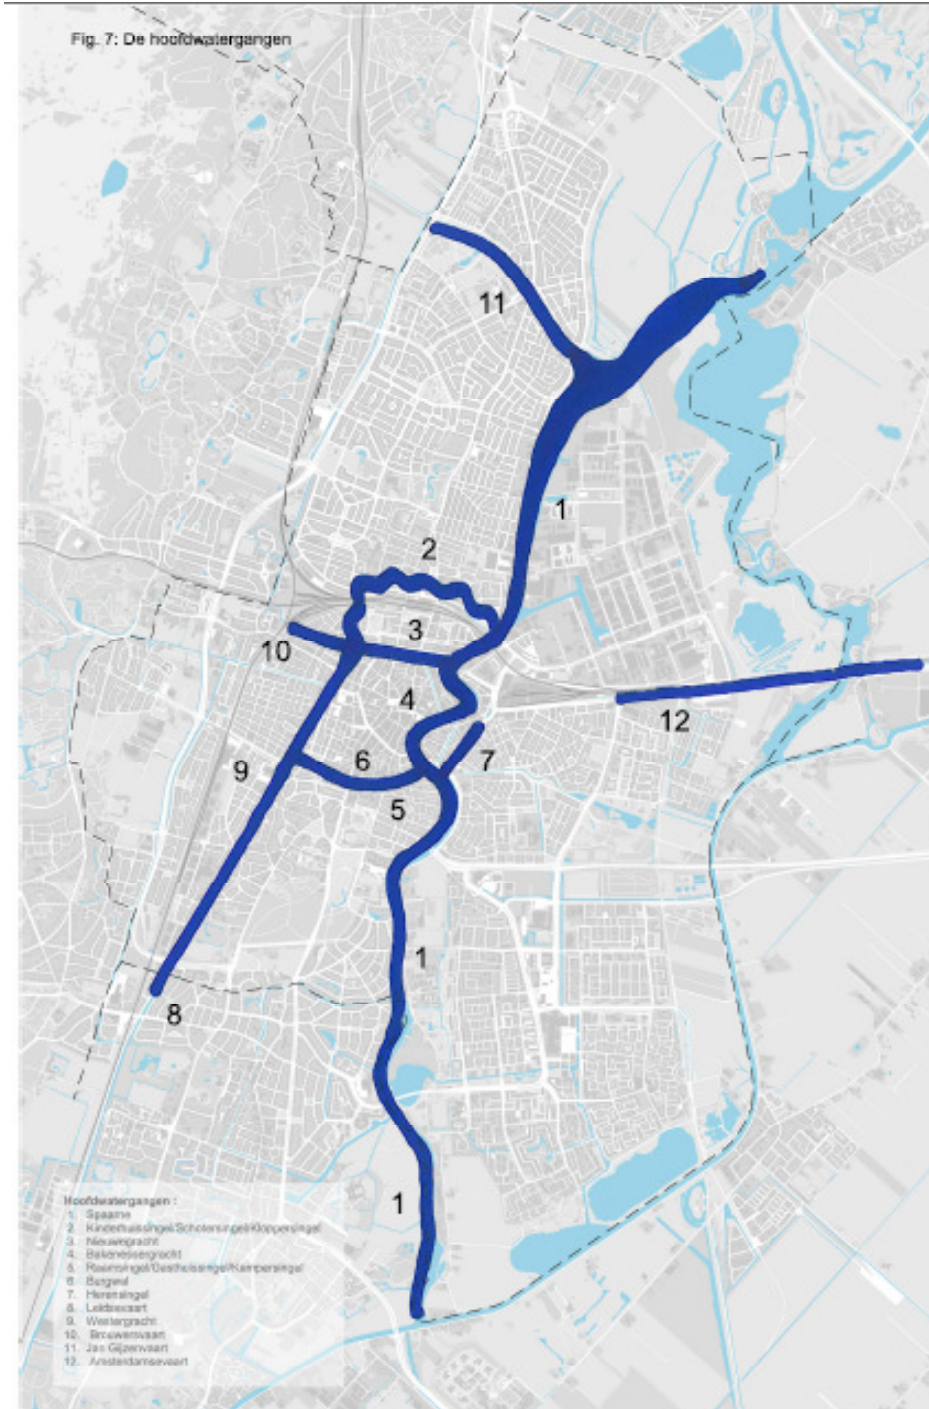 Fig. 7: De hoofdwatergangen
11
1
2
3
10
4
12
7
6
9
5
1
8
1
Hoofdwatergangen :
1. Spaarne
2. Kinderhuissingel/Schotersingel/Kloppersingel
3. Nieuwegracht
4. Bakenessergracht
5. Raamsingel/Gasthuissingel/Kampersingel
6. Burgwal
7. Herensingel
8. Leidsevaart
9. Westergracht
10. Brouwersvaart
11. Jan Gijzenvaart
12. Amsterdamsevaart